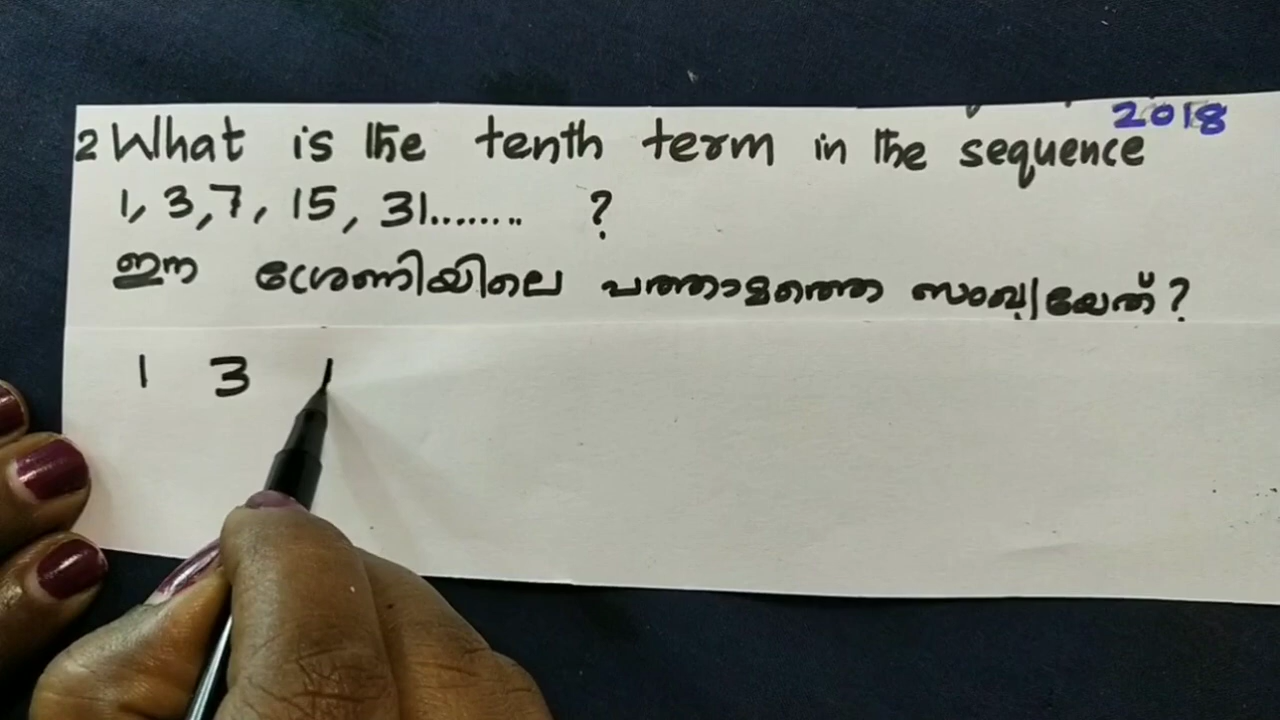 2018
2 What is the tenth term in the sequence
1, 3, 7, 15, 31........ ?
ഈ ശ്രേണിയിലെ പത്താമത്തെ സംഖ്യയേത്?
1 3